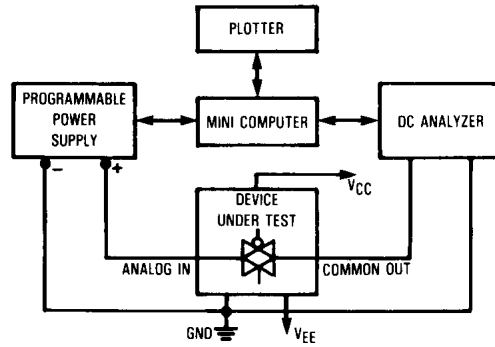 PLOTTER
PROGRAMMABLE
POWER
SUPPLY
MINI COMPUTER
DC ANALYZER
- +
VCC
DEVICE
UNDER TEST
ANALOG IN
COMMON OUT
GND
VEE